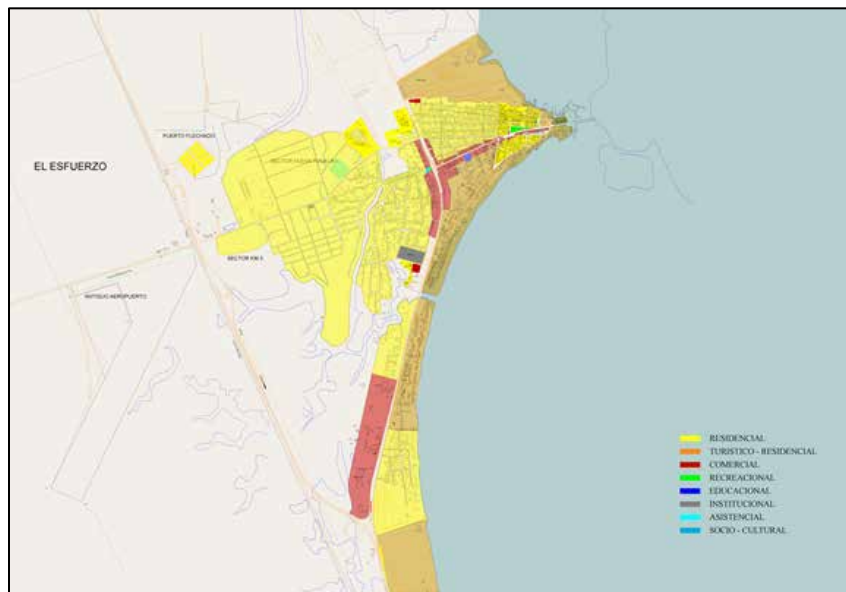 PUERTO FLECHADO
EL ESFUERZO
SECTOR KM 5
ANTIGUO AEROPUERTO
RESIDENCIAL
TURISTICO - RESIDENCIAL
COMERCIAL
RECREACIONAL
EDUCACIONAL
INSTITUCIONAL
ASISTENCIAL
SOCIO - CULTURAL